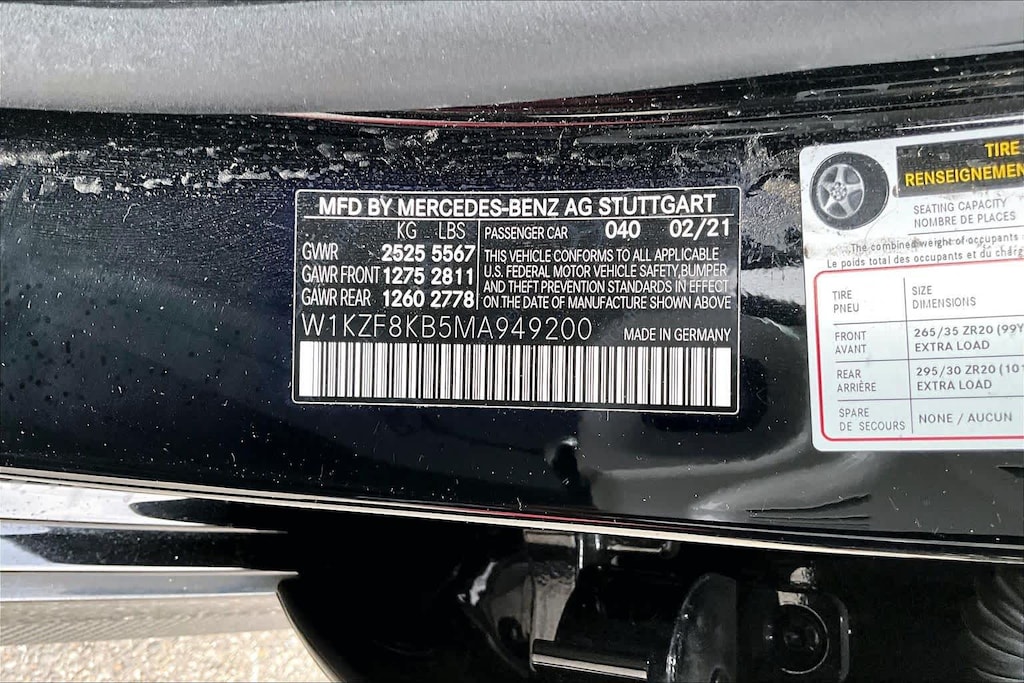 MFD BY MERCEDES-BENZ AG STUTTGART
KG LBS
GVWR 2525 5567
GAWR FRONT 1275 2811
GAWR REAR 1260 2778
PASSENGER CAR 040 02/21
THIS VEHICLE CONFORMS TO ALL APPLICABLE
U.S. FEDERAL MOTOR VEHICLE SAFETY, BUMPER
AND THEFT PREVENTION STANDARDS IN EFFECT
ON THE DATE OF MANUFACTURE SHOWN ABOVE
W1KZF8KB5MA949200 MADE IN GERMANY
TIRE
SEATING CAPACITY
NOMBRE DE PLACES
The combined weight of occupants
Le poids total des occupants et du
TIRE SIZE
PNEU DIMENSIONS
FRONT 265/35 ZR20 (99Y
AVANT EXTRA LOAD
REAR 295/30 ZR20 (
ARRIÈRE EXTRA LOAD
SPARE NONE / AUCUN
DE SECOURS